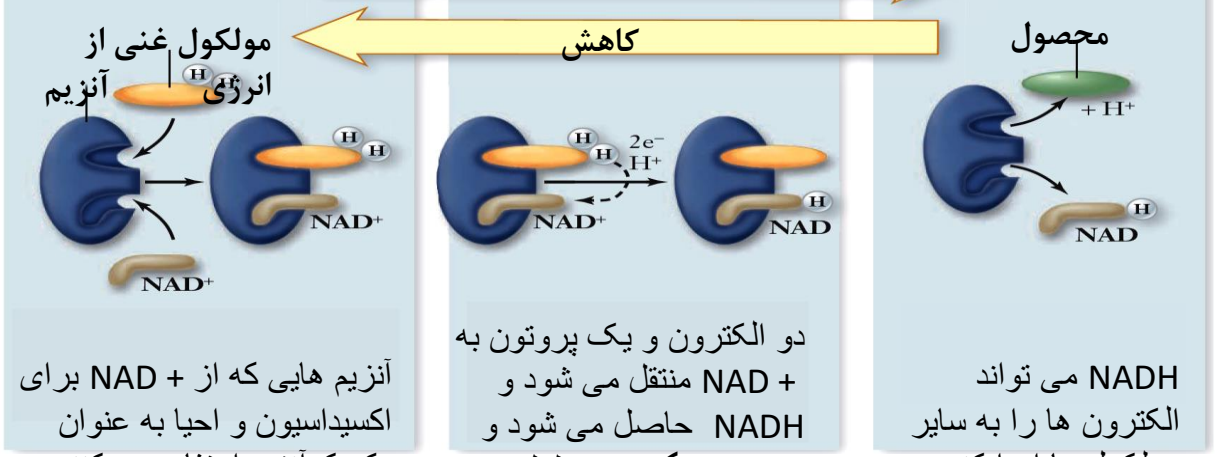 مولکول غنی از
انرژی
آنزیم
H
H
NAD+
H
H
NAD+
کاهش
H
H
2e−
H+
NAD+
H
NAD
محصول
+ H+
H
NAD
آنزیم هایی که از + NAD برای
اکسیداسیون و احیا به عنوان
دو الکترون و یک پروتون به
+ NAD منتقل می شود و
NADH حاصل می شود و
NADH می تواند
الکترون ها را به سایر